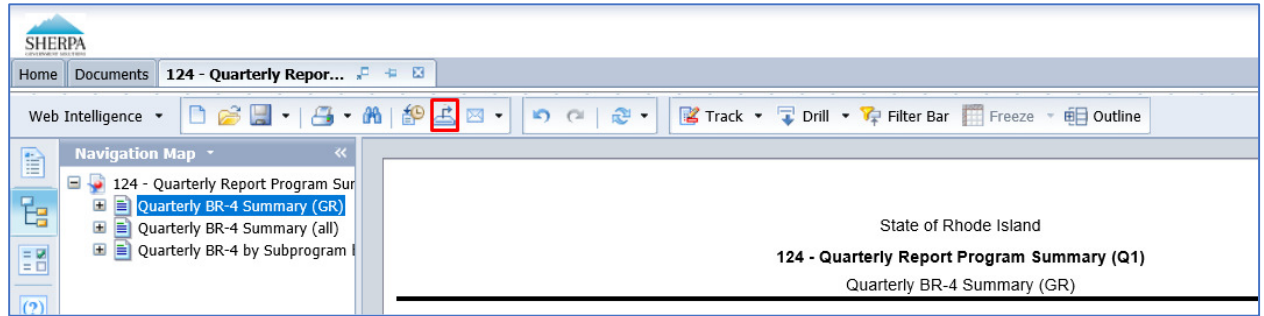 SHERPA
Home Documents 124 - Quarterly Repor...
Web Intelligence Track Drill Filter Bar Freeze Outline
Navigation Map
124 - Quarterly Report Program Sur
Quarterly BR-4 Summary (GR)
Quarterly BR-4 Summary (all)
Quarterly BR-4 by Subprogram
State of Rhode Island
124 - Quarterly Report Program Summary (Q1)
Quarterly BR-4 Summary (GR)